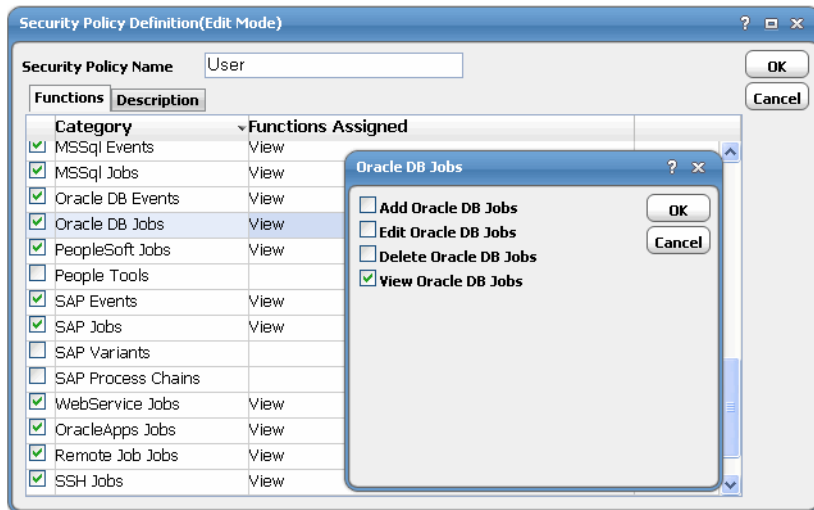 Security Policy Definition(Edit Mode)
Security Policy Name User
OK
Cancel
Functions Description
Category Functions Assigned
MSSql Events View
MSSql Jobs View
Oracle DB Events View
Oracle DB Jobs View
PeopleSoft Jobs View
People Tools
SAP Events View
SAP Jobs View
SAP Variants
SAP Process Chains
WebService Jobs View
OracleApps Jobs View
Remote Job Jobs View
SSH Jobs View
Oracle DB Jobs
Add Oracle DB Jobs
Edit Oracle DB Jobs
Delete Oracle DB Jobs
View Oracle DB Jobs
OK
Cancel